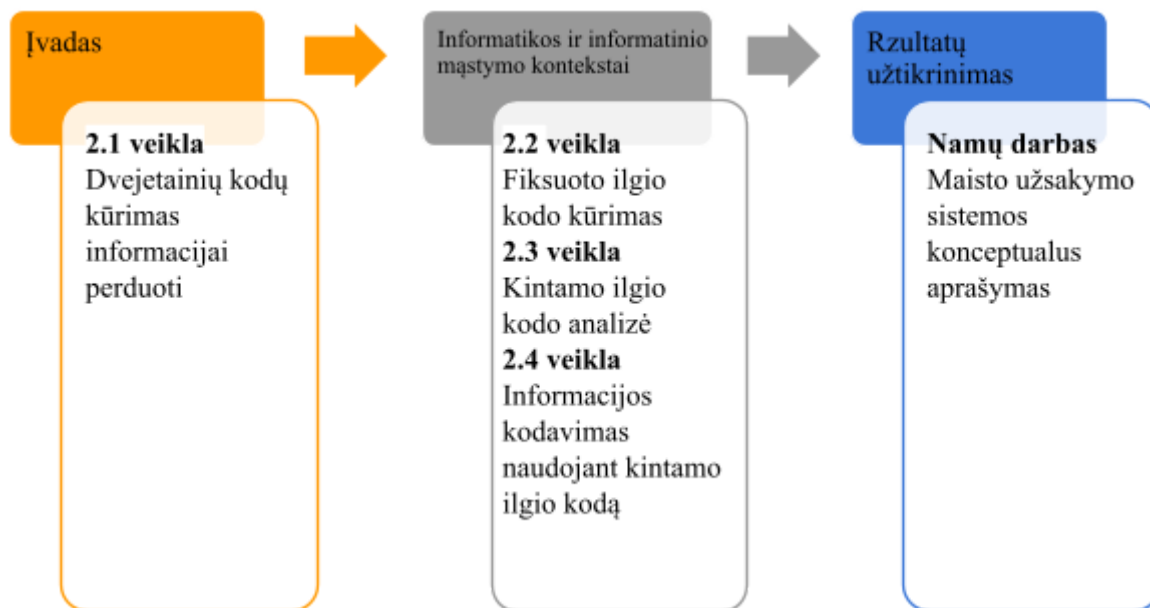 Įvadas
2.1 veikla
Dvejetainių kodų
kūrimas
informacijai
perduoti
Informatikos ir informatinio
mąstymo kontekstai
2.2 veikla
Fiksuoto ilgio
kodo kūrimas
2.3 veikla
Kintamo ilgio
kodo analizė
2.4 veikla
Informacijos
kodavimas
naudojant kintamo
ilgio kodą
Rzultatų
užtikrinimas
Namų darbas
Maisto užsakymo
sistemos
konceptualus
aprašymas